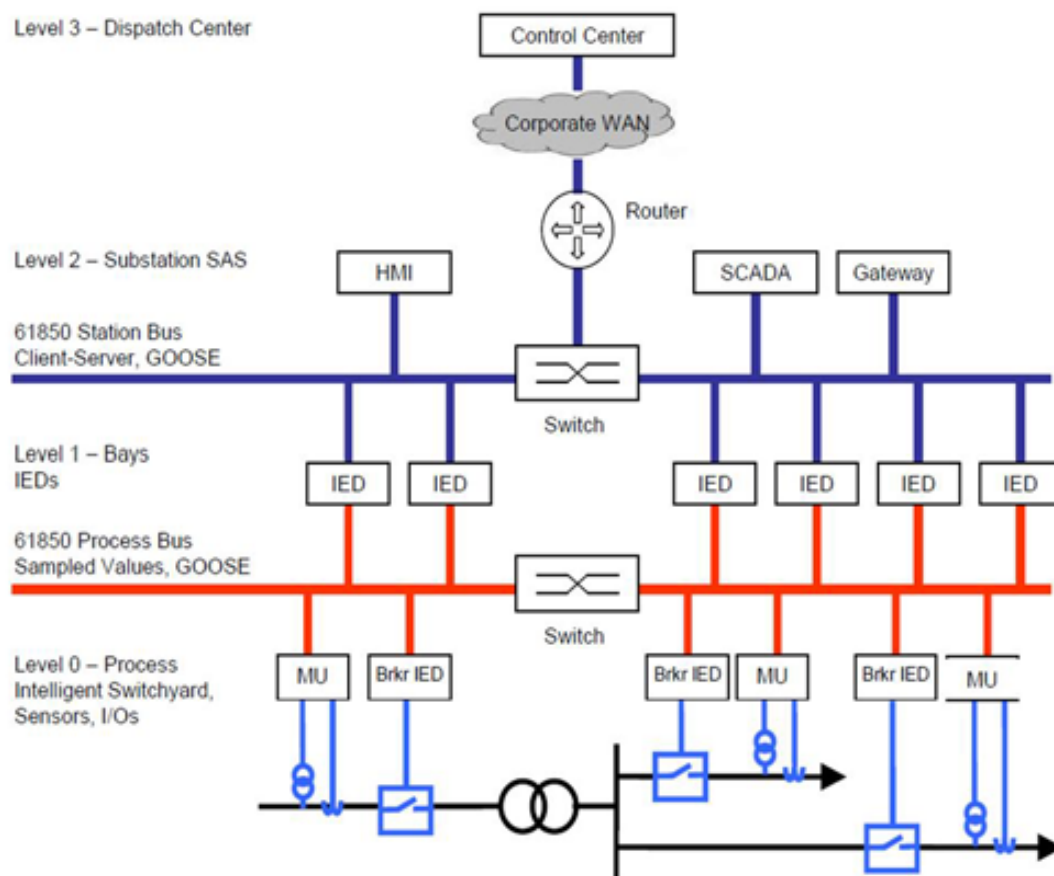 Level 3 – Dispatch Center
Control Center
Corporate WAN
Router
Level 2 – Substation SAS
HMI
SCADA
Gateway
61850 Station Bus
Client-Server, GOOSE
Switch
Level 1 – Bays
IEDs
IED
IED
IED
IED
IED
IED
61850 Process Bus
Sampled Values, GOOSE
Switch
Level 0 – Process
Intelligent Switchyard,
Sensors, I/Os
MU
Brkr IED
Brkr IED
MU
Brkr IED
MU